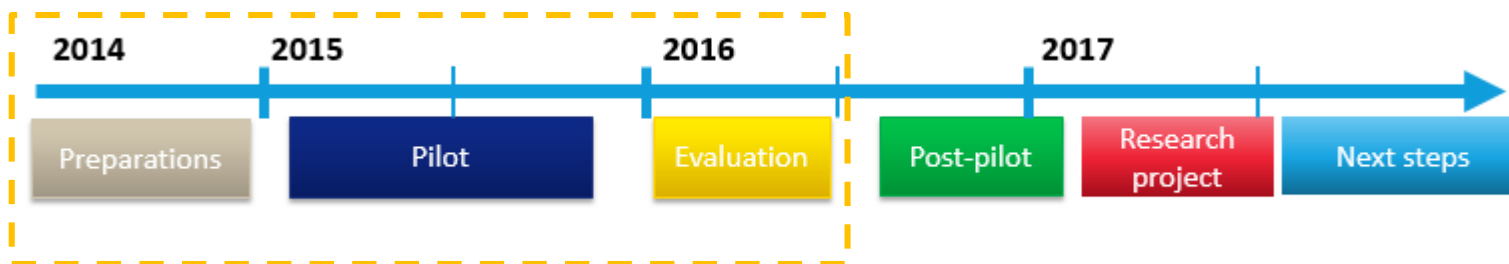 2014
2015
2016
2017
Preparations
Pilot
Evaluation
Post-pilot
Research
project
Next steps